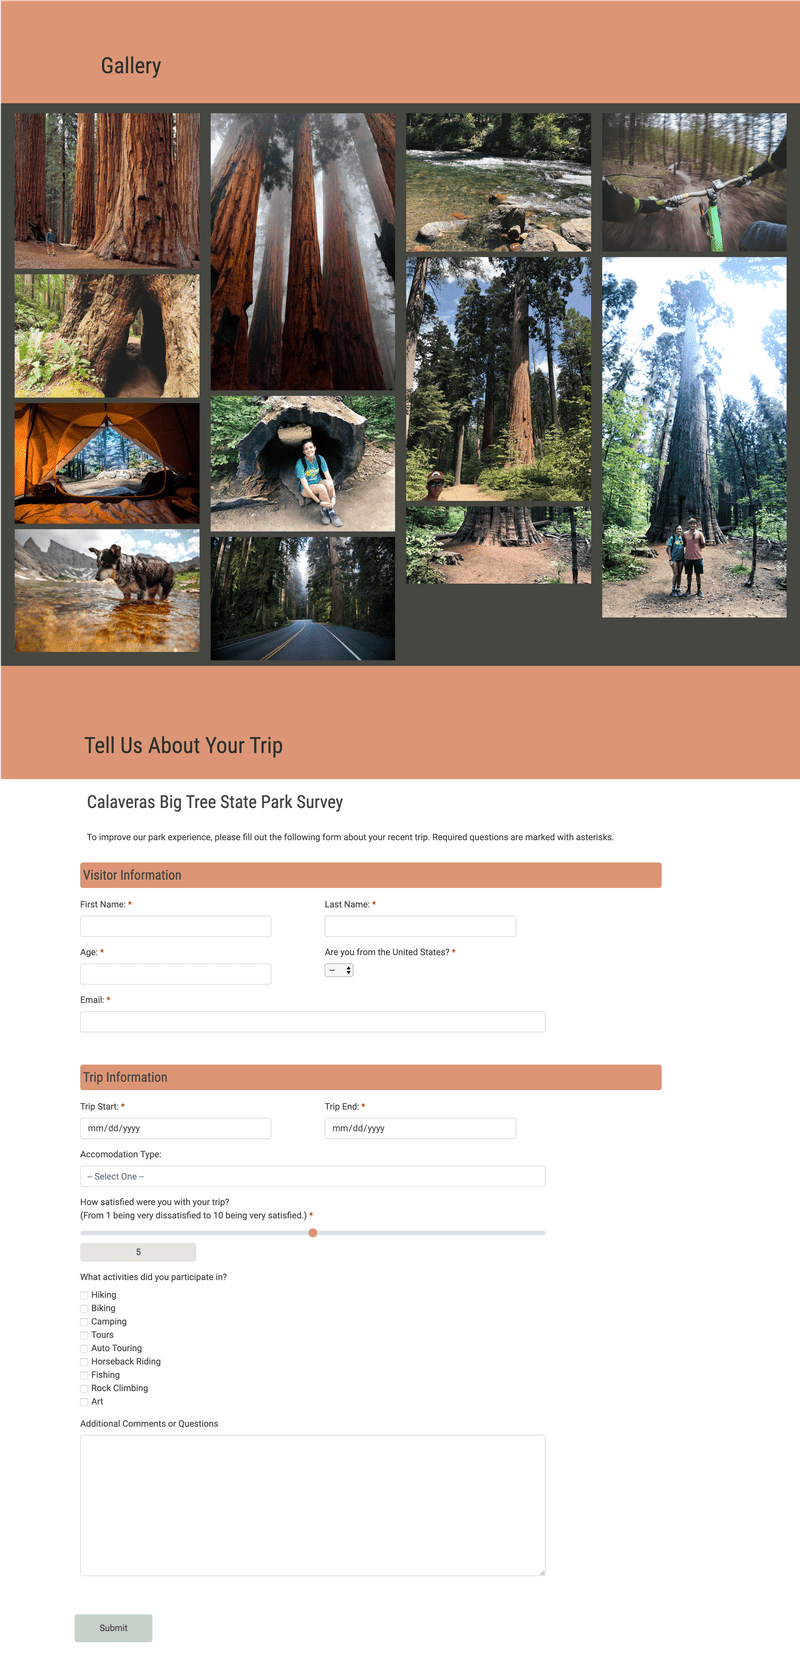 Gallery
Tell Us About Your Trip
Calaveras Big Tree State Park Survey
To improve our park experience, please fill out the following form about your recent trip. Required questions are marked with asterisks.
Visitor Information
First Name: *
Last Name: *
Age: *
Are you from the United States? *
--
Email: *
Trip Information
Trip Start: *
Trip End: *
mm/dd/yyyy
mm/dd/yyyy
Accomodation Type:
-- Select One --
How satisfied were you with your trip?
(From 1 being very dissatisfied to 10 being very satisfied.) *
5
What activities did you participate in?
Hiking
Biking
Camping
Tours
Auto Touring
Horseback Riding
Fishing
Rock Climbing
Art
Additional Comments or Questions
Submit